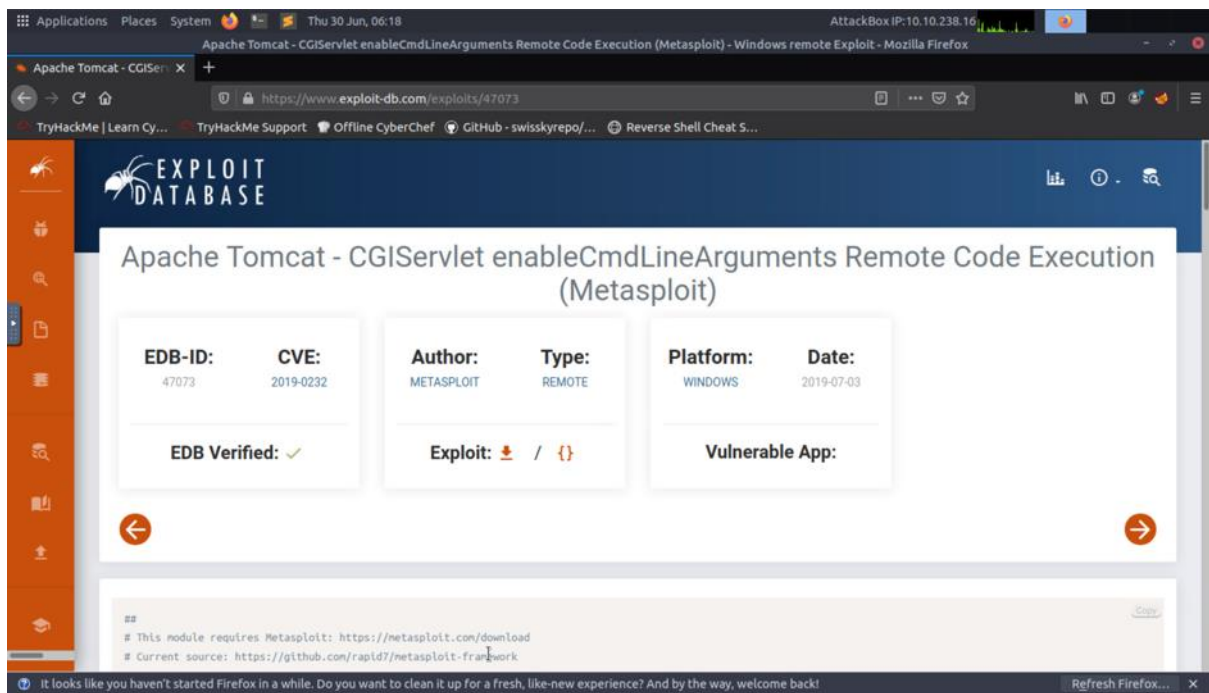 Applications Places System Thu 30 Jun, 06:18 AttackBox IP:10.10.238.16
Apache Tomcat - CGIServlet enableCmdLineArguments Remote Code Execution (Metasploit) - Windows remote Exploit - Mozilla Firefox
Apache Tomcat - CGIServ
https://www.exploit-db.com/exploits/47073
TryHackMe | Learn Cy... TryHackMe Support Offline CyberChef GitHub - swisskyrepo/... Reverse Shell Cheat S...
EXPLOIT
DATABASE
Apache Tomcat - CGIServlet enableCmdLineArguments Remote Code Execution
(Metasploit)
EDB-ID: CVE: Author: Type: Platform: Date:
47073 2019-0232 METASPLOIT REMOTE WINDOWS 2019-07-03
EDB Verified: Exploit: / {} Vulnerable App:
Copy
##
# This module requires Metasploit: https://metasploit.com/download
# Current source: https://github.com/rapid7/metasploit-framework
It looks like you haven't started Firefox in a while. Do you want to clean it up for a fresh, like-new experience? And by the way, welcome back! Refresh Firefox...